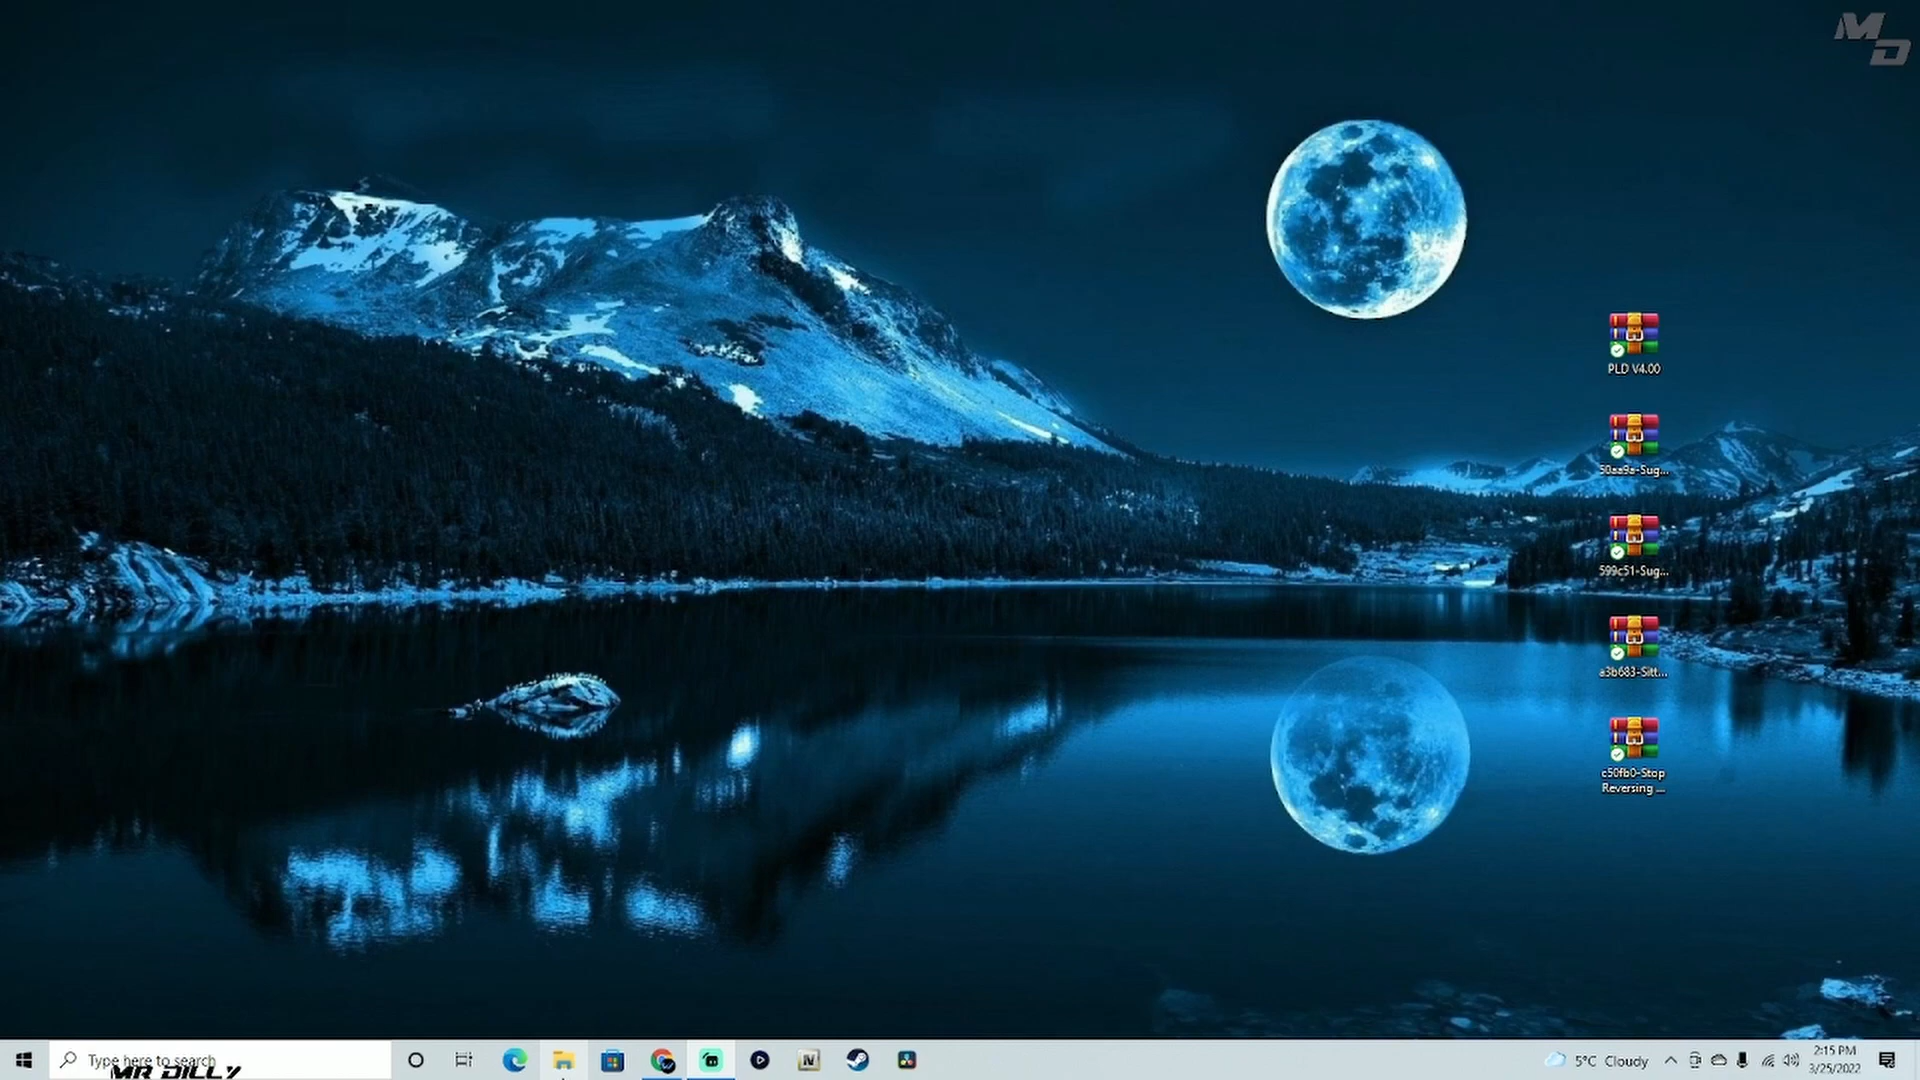 MD
PLD V4.00
50aa9a-Sug...
599c51-Sug...
a3b683-Sitt...
c50fb0-Stop
Reversing ...
Type here to search
MR DILLY
5°C Cloudy
2:15 PM
3/25/2022